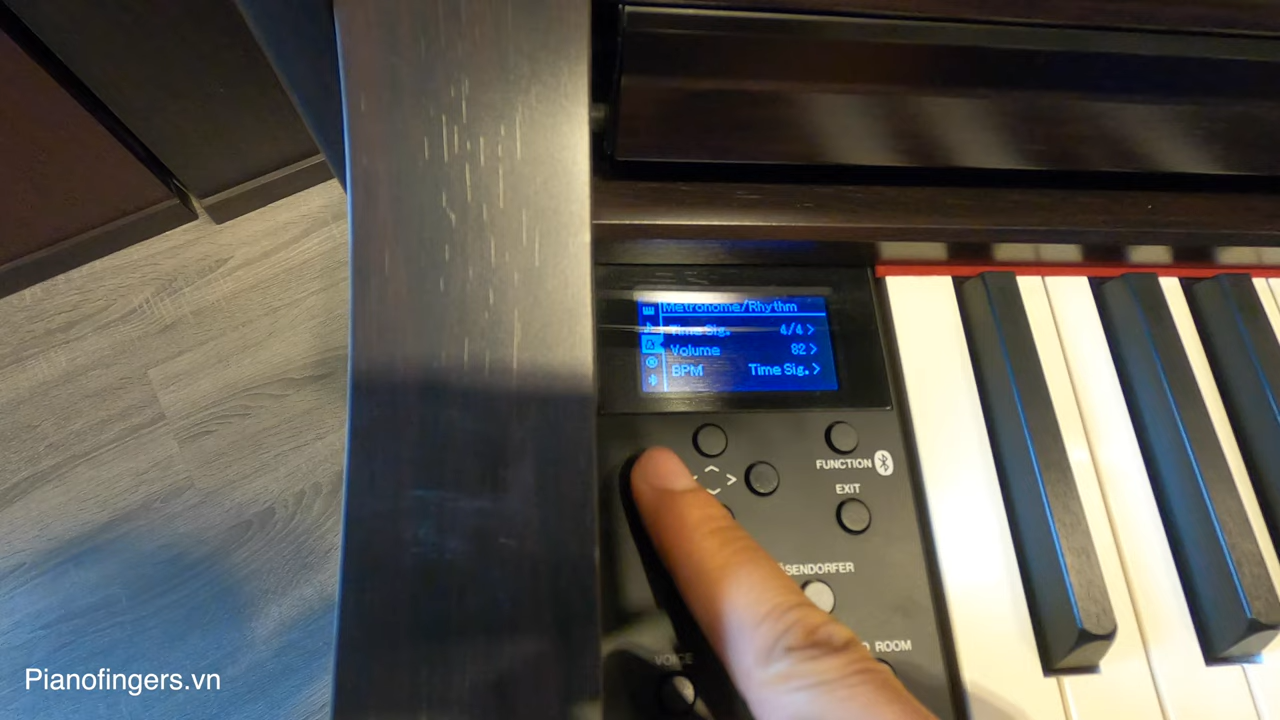 Metronome/Rhythm
Time Sig. 4/4 >
Volume 82 >
BPM Time Sig. >
FUNCTION
EXIT
SENDORFER
ROOM
VOICE
Pianofingers.vn